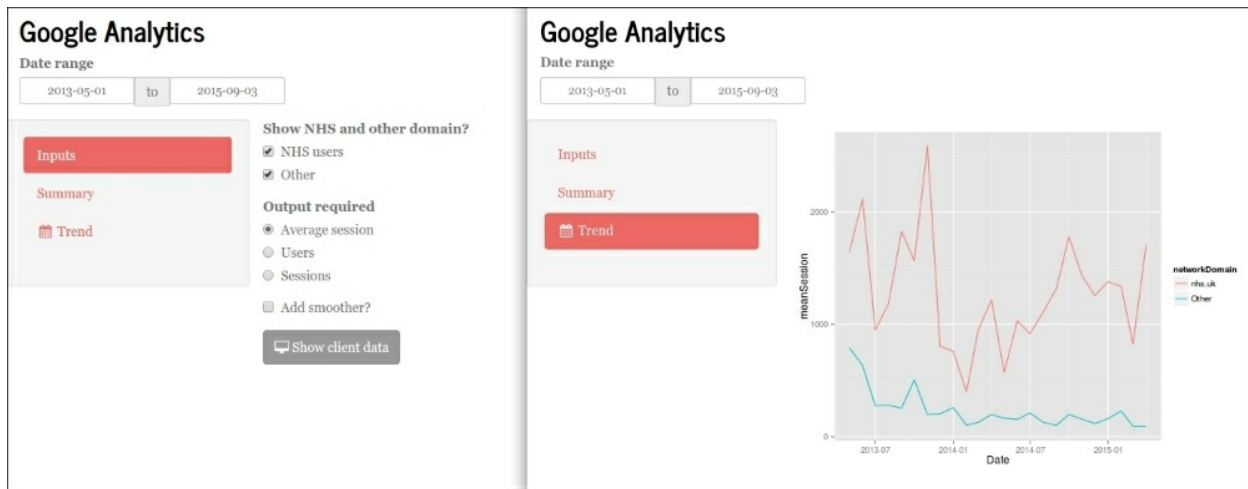 Google Analytics
Date range
2013-05-01 to 2015-09-03
Inputs
Summary
Trend
Show NHS and other domain?
NHS users
Other
Output required
Average session
Users
Sessions
Add smoother?
Show client data
Google Analytics
Date range
2013-05-01 to 2015-09-03
Inputs
Summary
Trend
meanSession
2000
1000
0
2013-07
2014-01
2014-07
2015-01
Date
networkDomain
nhs.uk
Other